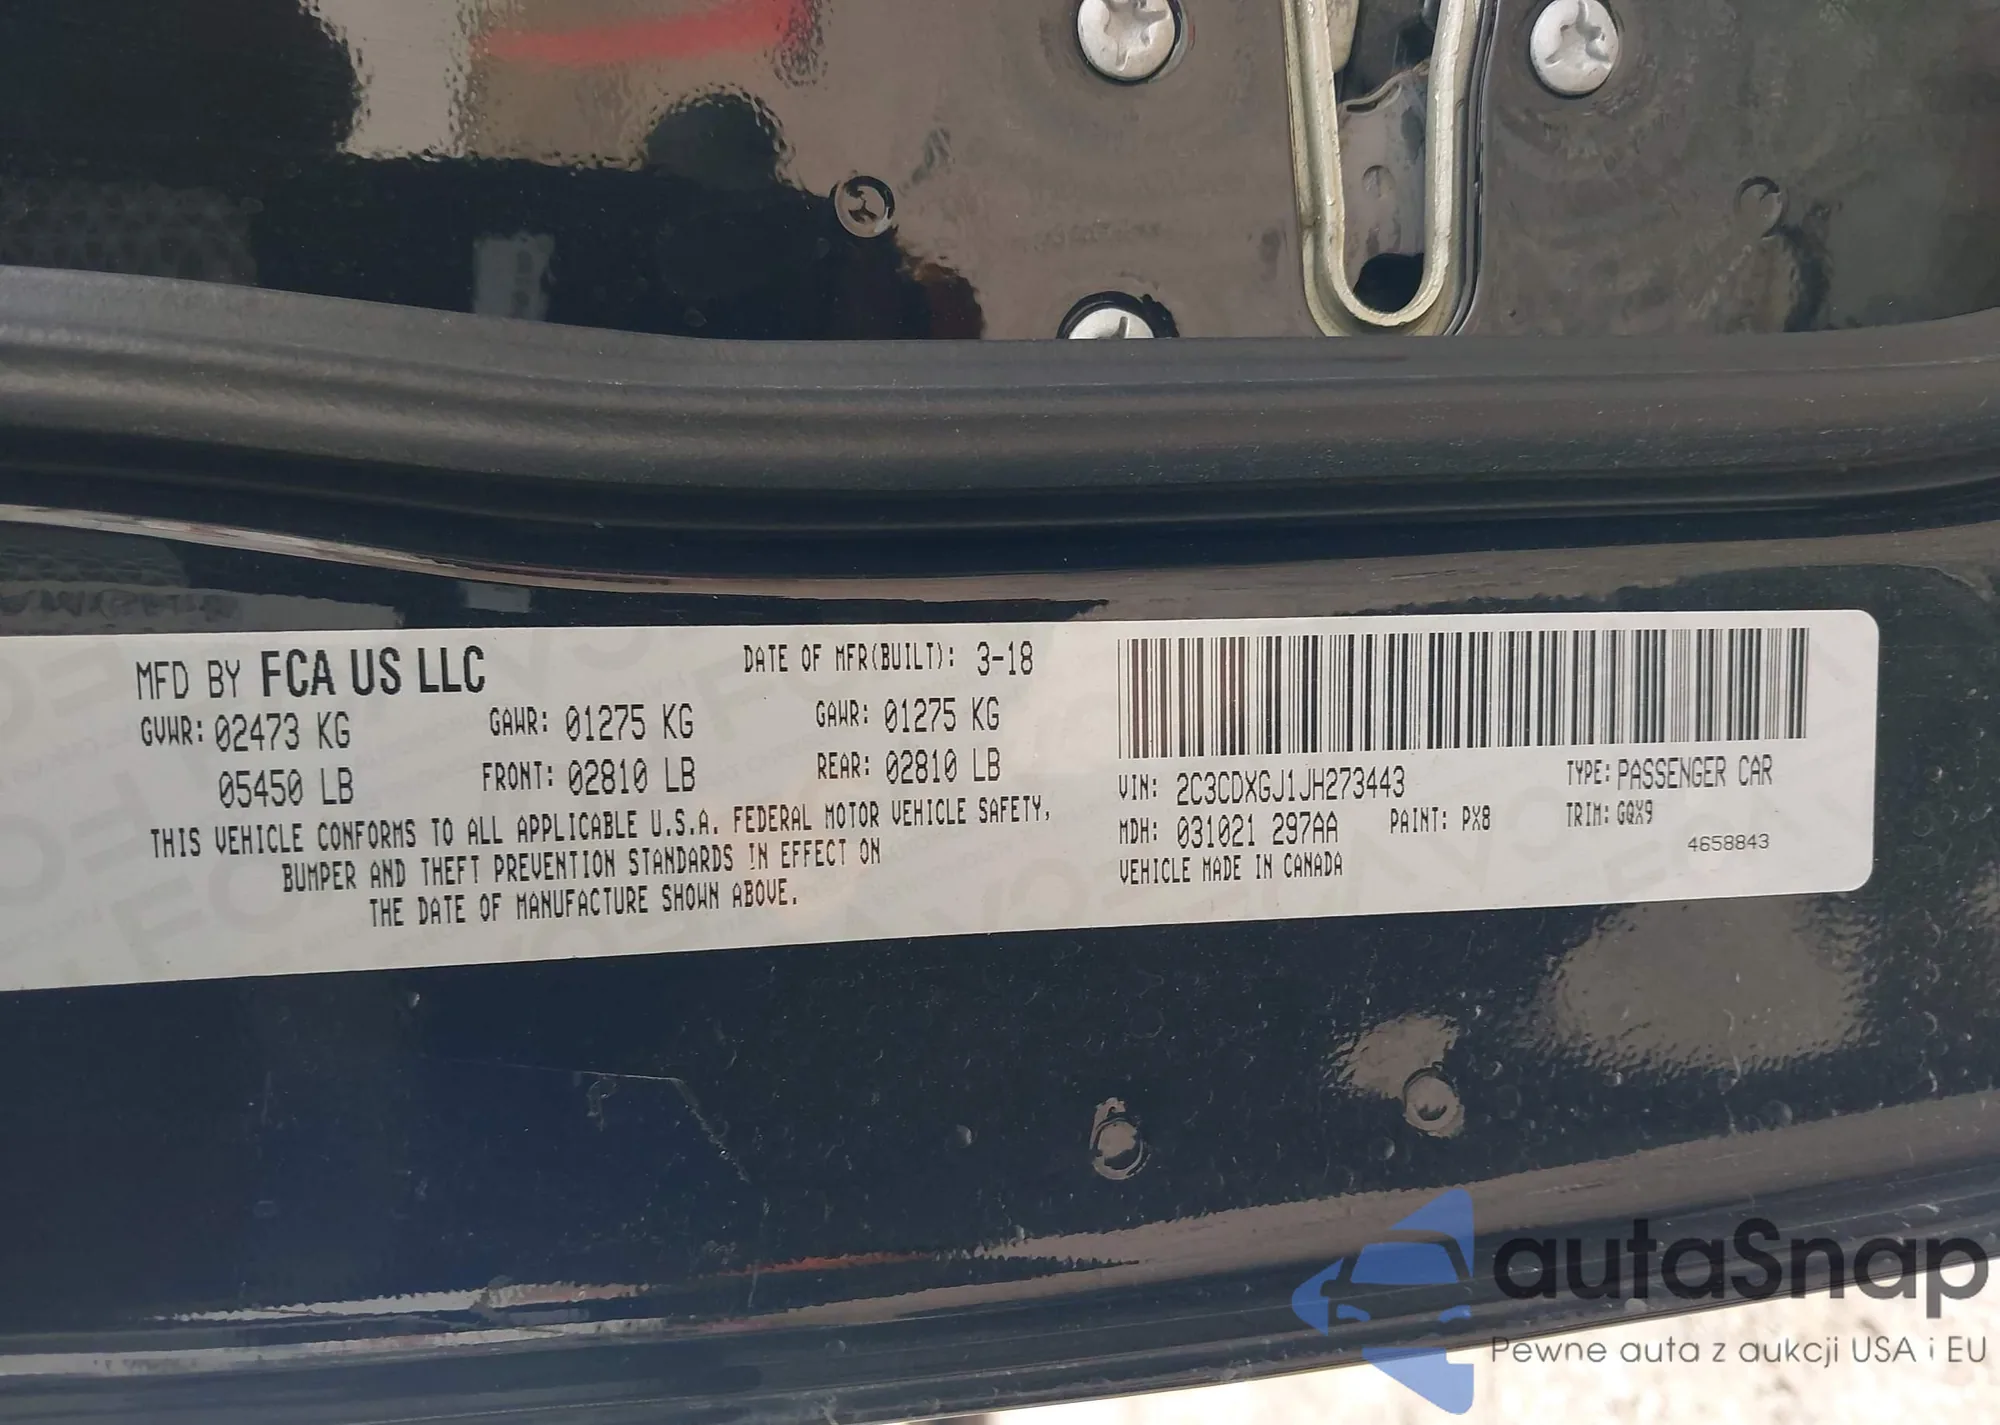 MFD BY FCA US LLC DATE OF MFR(BUILT): 3-18
GVWR: 02473 KG GAWR: 01275 KG GAWR: 01275 KG
05450 LB FRONT: 02810 LB REAR: 02810 LB
THIS VEHICLE CONFORMS TO ALL APPLICABLE U.S.A. FEDERAL MOTOR VEHICLE SAFETY,
BUMPER AND THEFT PREVENTION STANDARDS IN EFFECT ON
THE DATE OF MANUFACTURE SHOWN ABOVE.
VIN: 2C3CDXGJ1JH273443 TYPE: PASSENGER CAR
MDH: 031021 297AA PAINT: PX8 TRIM: GQX9
VEHICLE MADE IN CANADA 4658843
autaSnap
Pewne auta z aukcji USA i EU